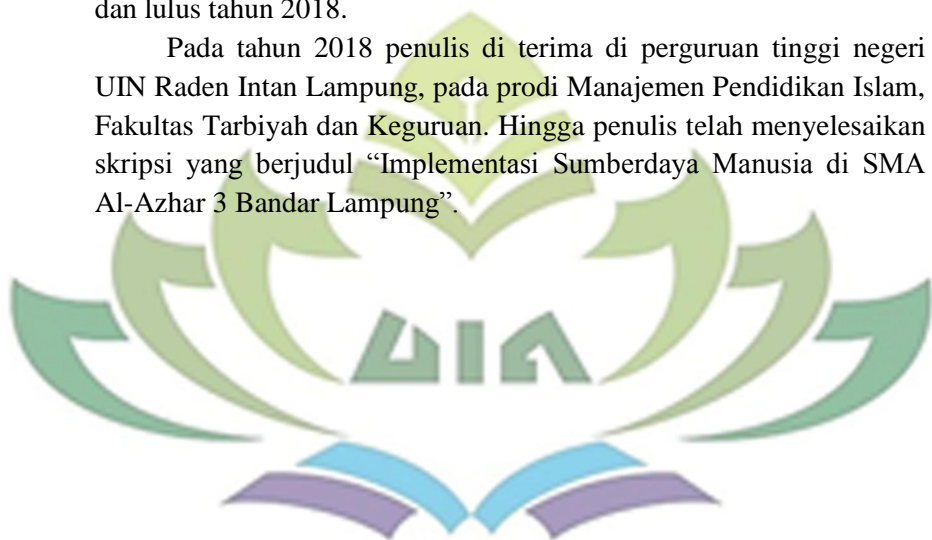 dan lulus tahun 2018.
Pada tahun 2018 penulis di terima di perguruan tinggi negeri
UIN Raden Intan Lampung, pada prodi Manajemen Pendidikan Islam,
Fakultas Tarbiyah dan Keguruan. Hingga penulis telah menyelesaikan
skripsi yang berjudul “Implementasi Sumberdaya Manusia di SMA
Al-Azhar 3 Bandar Lampung”.
UIN